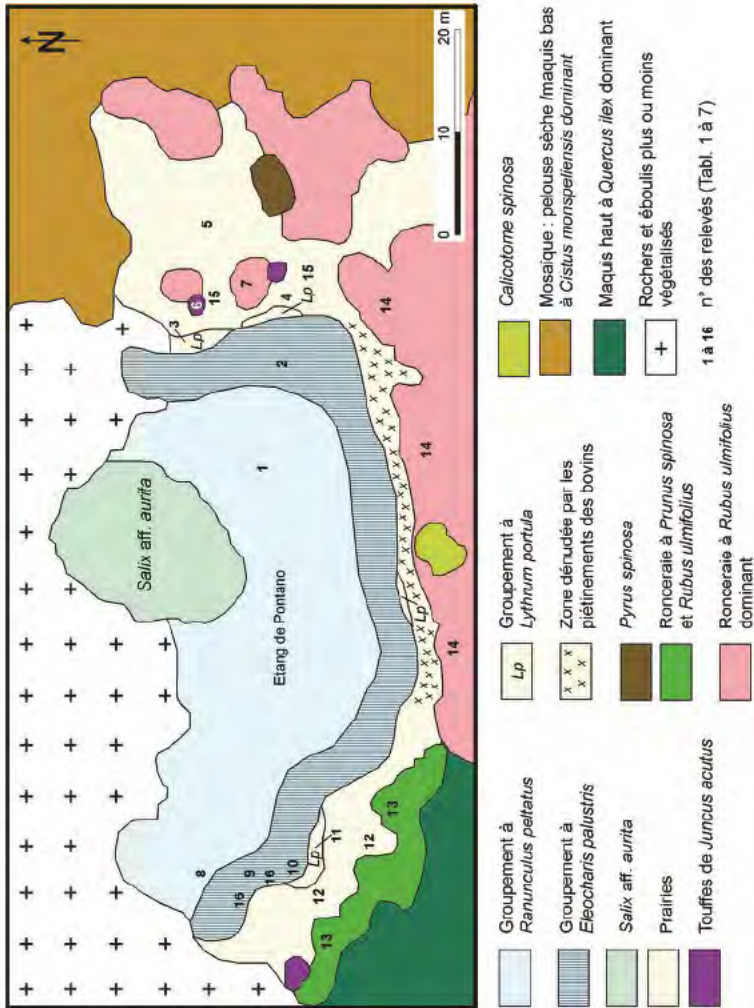 N
Salix aff. aurita
Etang de Pontano
1
2
3
Lp
4
Lp
5
6
15
7
15
8
9
16
16
10
Lp
11
12
12
13
13
Lp
14
14
14
0 10 20 m
Groupement à
Ranunculus peltatus
Groupement à
Eleocharis palustris
Salix aff. aurita
Prairies
Touffes de Juncus acutus
Lp
Groupement à
Lythrum portula
Zone dénudée par les
piétinements des bovins
Pyrus spinosa
Ronceraie à Prunus spinosa
et Rubus ulmifolius
Ronceraie à Rubus ulmifolius
dominant
Calicotome spinosa
Mosaïque : pelouse sèche /maquis bas
à Cistus monspeliensis dominant
Maquis haut à Quercus ilex dominant
Rochers et éboulis plus ou moins
végétalisés
1 à 16 n° des relevés (Tabl. 1 à 7)